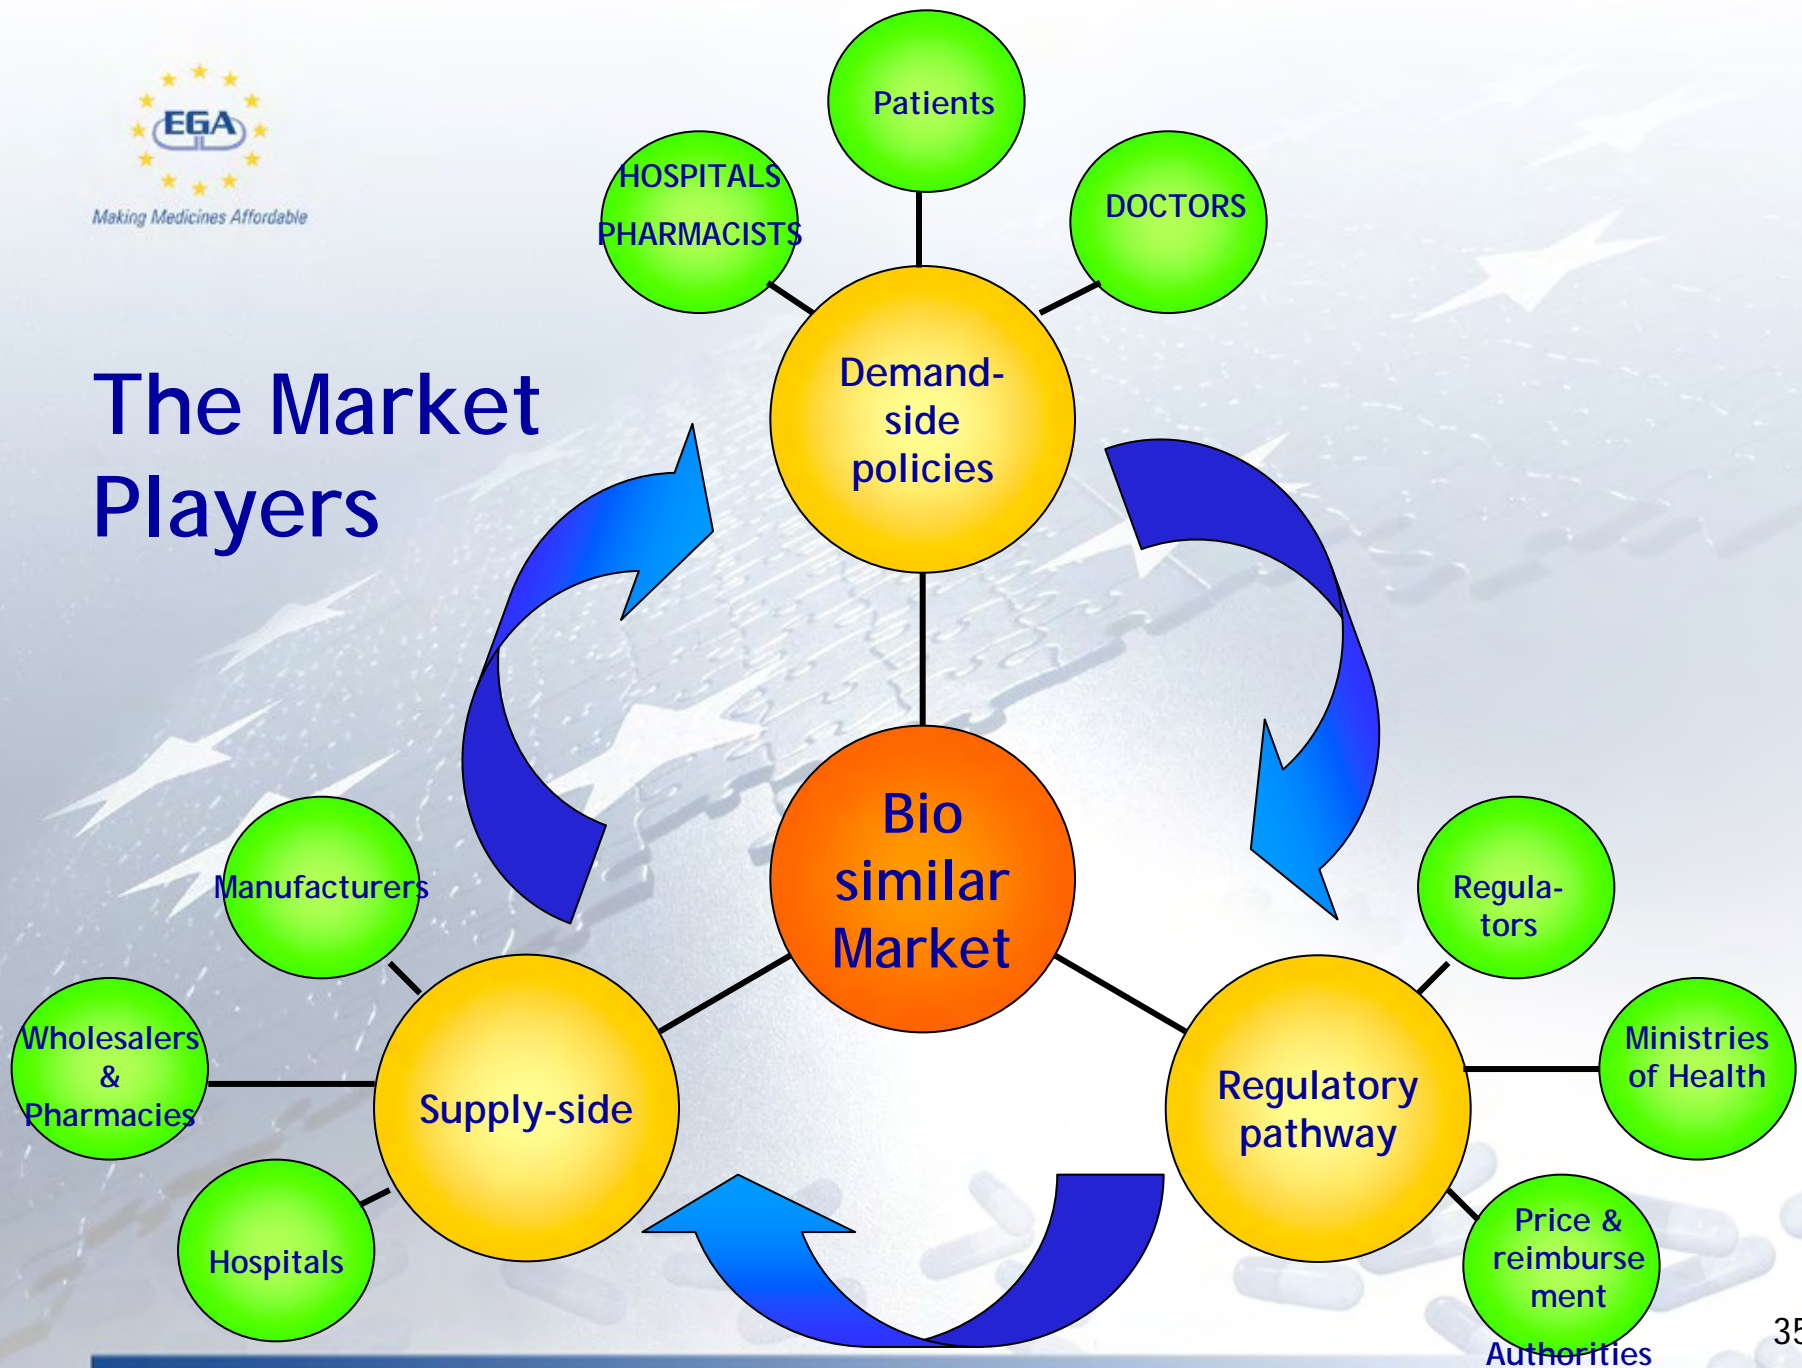 EGA
Making Medicines Affordable
The Market
Players
Patients
HOSPITALS
PHARMACISTS
DOCTORS
Demand-
side
policies
Bio
similar
Market
Manufacturers
Wholesalers
&
Pharmacies
Hospitals
Supply-side
Regulatory
pathway
Regula-
tors
Ministries
of Health
Price &
reimburse
ment
Authorities
35